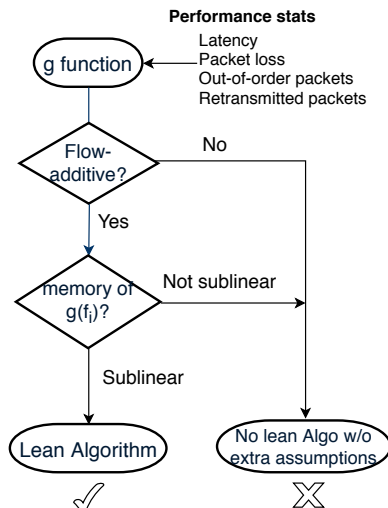 Performance stats
Latency
Packet loss
Out-of-order packets
Retransmitted packets
g function
Flow-
additive?
No
Yes
memory of
g(fi)?
Not sublinear
Sublinear
Lean Algorithm
No lean Algo w/o
extra assumptions